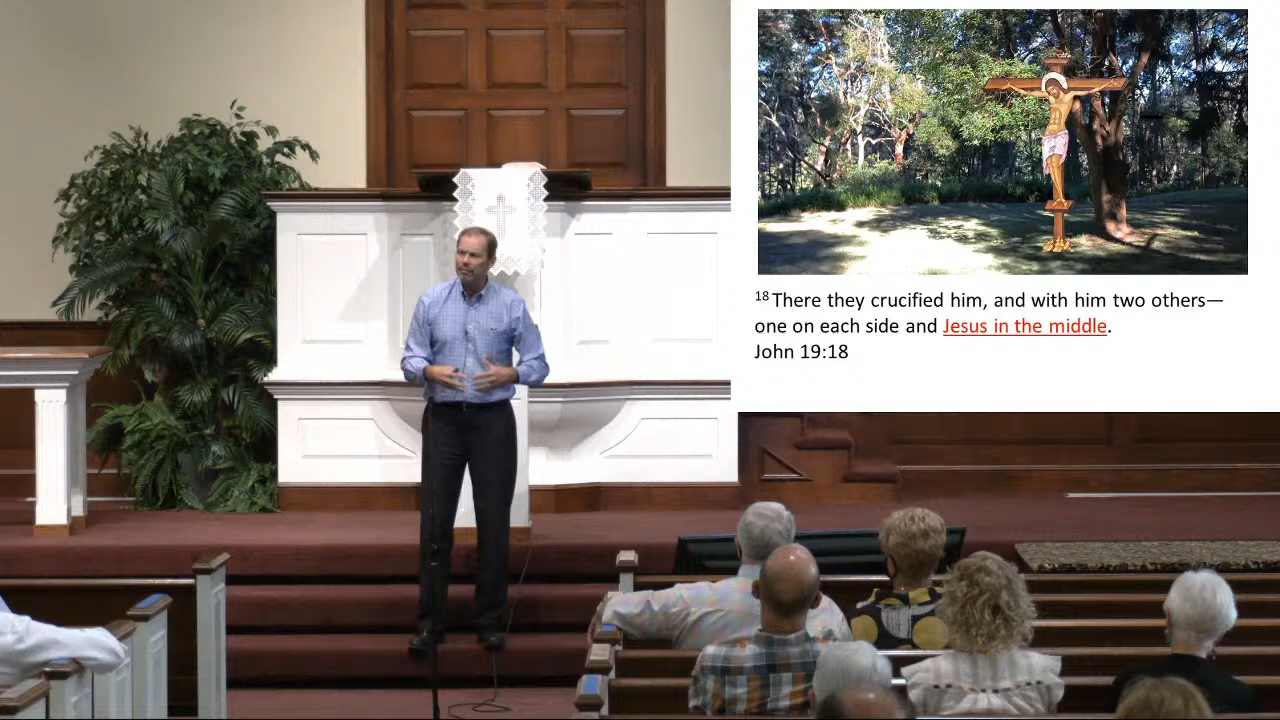 18 There they crucified him, and with him two others—
one on each side and Jesus in the middle.
John 19:18